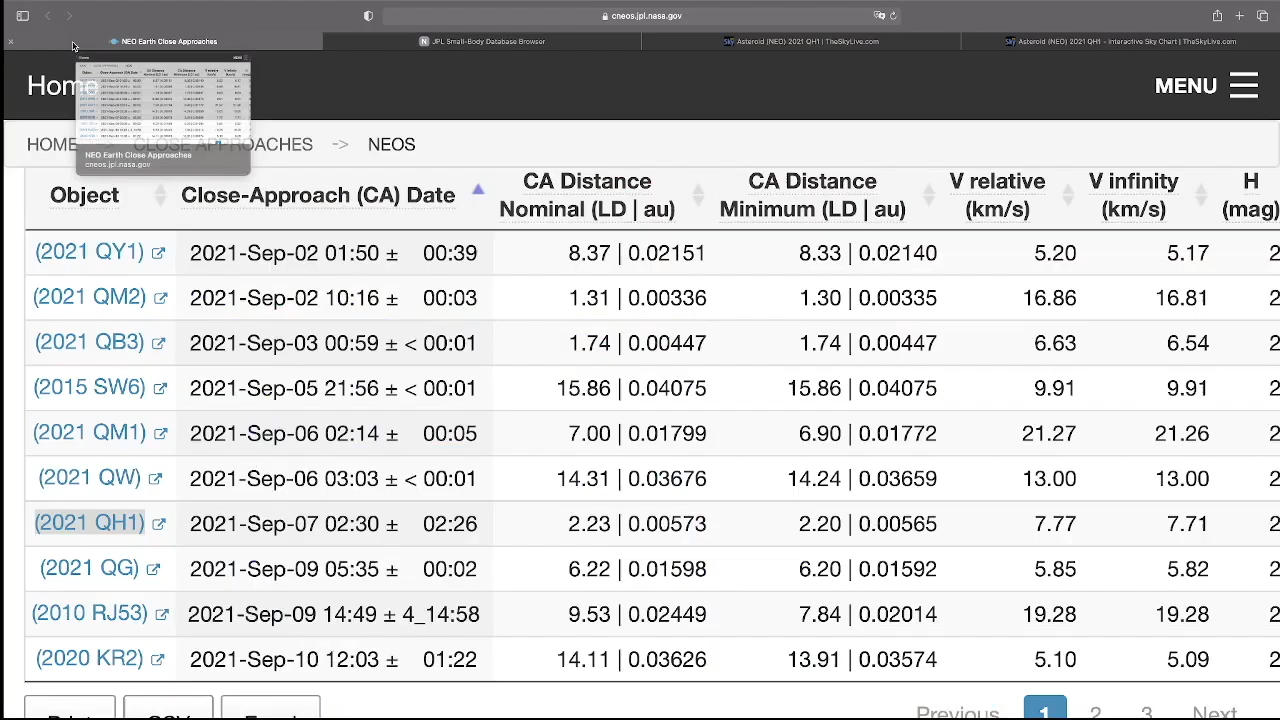 cneos.jpl.nasa.gov
NEO Earth Close Approaches
JPL Small-Body Database Browser
Asteroid (NEO) 2021 QH1 | TheSkyLive.com
Asteroid (NEO) 2021 QH1 - Interactive Sky Chart | TheSkyLive.com
Home
MENU
NEO Earth Close Approaches
cneos.jpl.nasa.gov
HOME CLOSE APPROACHES -> NEOS
Object Close-Approach (CA) Date CA Distance Nominal (LD | au) CA Distance Minimum (LD | au) V relative (km/s) V infinity (km/s) H (mag)
(2021 QY1) 2021-Sep-02 01:50 ± 00:39 8.37 | 0.02151 8.33 | 0.02140 5.20 5.17 2
(2021 QM2) 2021-Sep-02 10:16 ± 00:03 1.31 | 0.00336 1.30 | 0.00335 16.86 16.81 2
(2021 QB3) 2021-Sep-03 00:59 ± < 00:01 1.74 | 0.00447 1.74 | 0.00447 6.63 6.54 2
(2015 SW6) 2021-Sep-05 21:56 ± < 00:01 15.86 | 0.04075 15.86 | 0.04075 9.91 9.91 2
(2021 QM1) 2021-Sep-06 02:14 ± 00:05 7.00 | 0.01799 6.90 | 0.01772 21.27 21.26 2
(2021 QW) 2021-Sep-06 03:03 ± < 00:01 14.31 | 0.03676 14.24 | 0.03659 13.00 13.00 2
(2021 QH1) 2021-Sep-07 02:30 ± 02:26 2.23 | 0.00573 2.20 | 0.00565 7.77 7.71 2
(2021 QG) 2021-Sep-09 05:35 ± 00:02 6.22 | 0.01598 6.20 | 0.01592 5.85 5.82 2
(2010 RJ53) 2021-Sep-09 14:49 ± 4_14:58 9.53 | 0.02449 7.84 | 0.02014 19.28 19.28 2
(2020 KR2) 2021-Sep-10 12:03 ± 01:22 14.11 | 0.03626 13.91 | 0.03574 5.10 5.09 2
Previous 1 2 3 Next